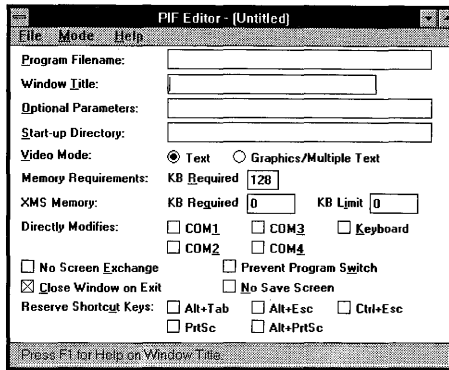 PIF Editor - (Untitled)
File Mode Help
Program Filename:
Window Title:
Optional Parameters:
Start-up Directory:
Video Mode: Text Graphics/Multiple Text
Memory Requirements: KB Required 128
XMS Memory: KB Required 0 KB Limit 0
Directly Modifies: COM1 COM3 Keyboard
COM2 COM4
No Screen Exchange Prevent Program Switch
Close Window on Exit No Save Screen
Reserve Shortcut Keys: Alt+Tab Alt+Esc Ctrl+Esc
PrtSc Alt+PrtSc
Press F1 for Help on Window Title.